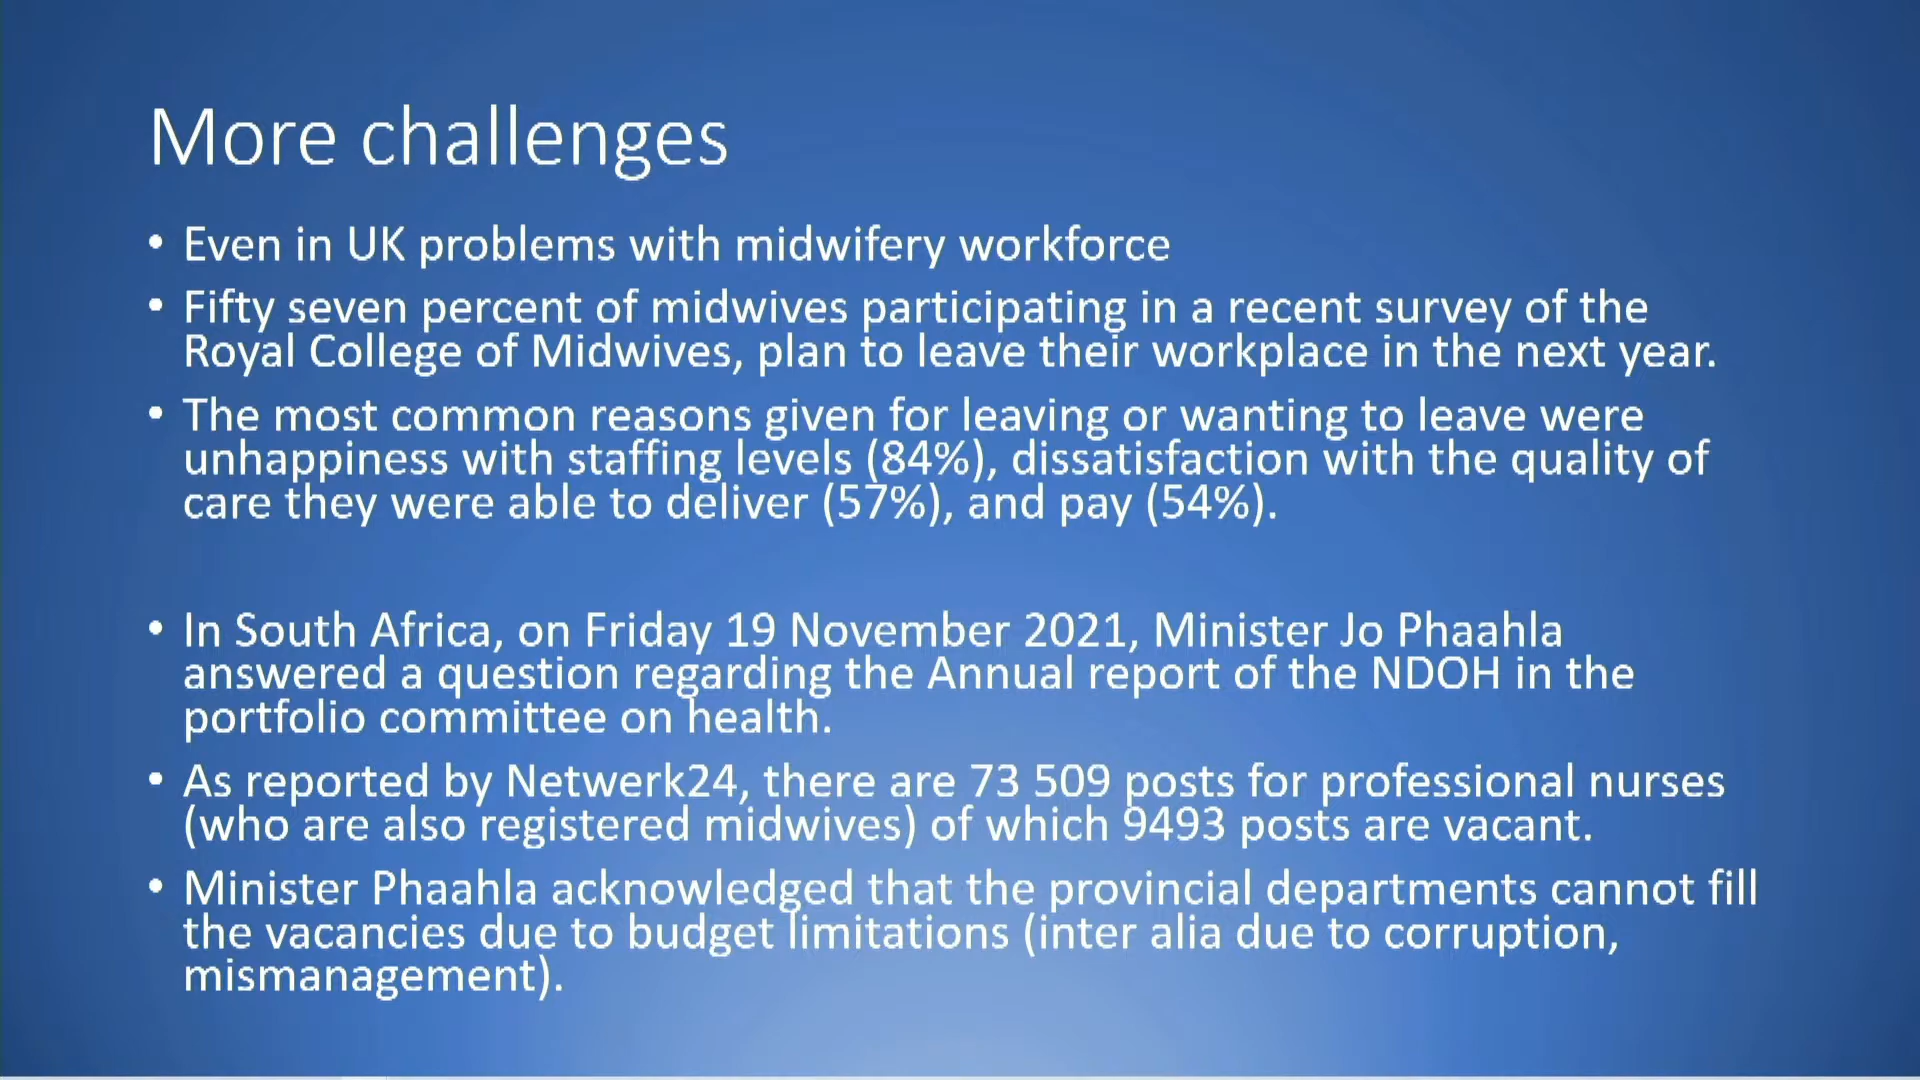 More challenges
• Even in UK problems with midwifery workforce
• Fifty seven percent of midwives participating in a recent survey of the
Royal College of Midwives, plan to leave their workplace in the next year.
• The most common reasons given for leaving or wanting to leave were
unhappiness with staffing levels (84%), dissatisfaction with the quality of
care they were able to deliver (57%), and pay (54%).
• In South Africa, on Friday 19 November 2021, Minister Jo Phaahla
answered a question regarding the Annual report of the NDOH in the
portfolio committee on health.
• As reported by Netwerk24, there are 73 509 posts for professional nurses
(who are also registered midwives) of which 9493 posts are vacant.
• Minister Phaahla acknowledged that the provincial departments cannot fill
the vacancies due to budget limitations (inter alia due to corruption,
mismanagement).